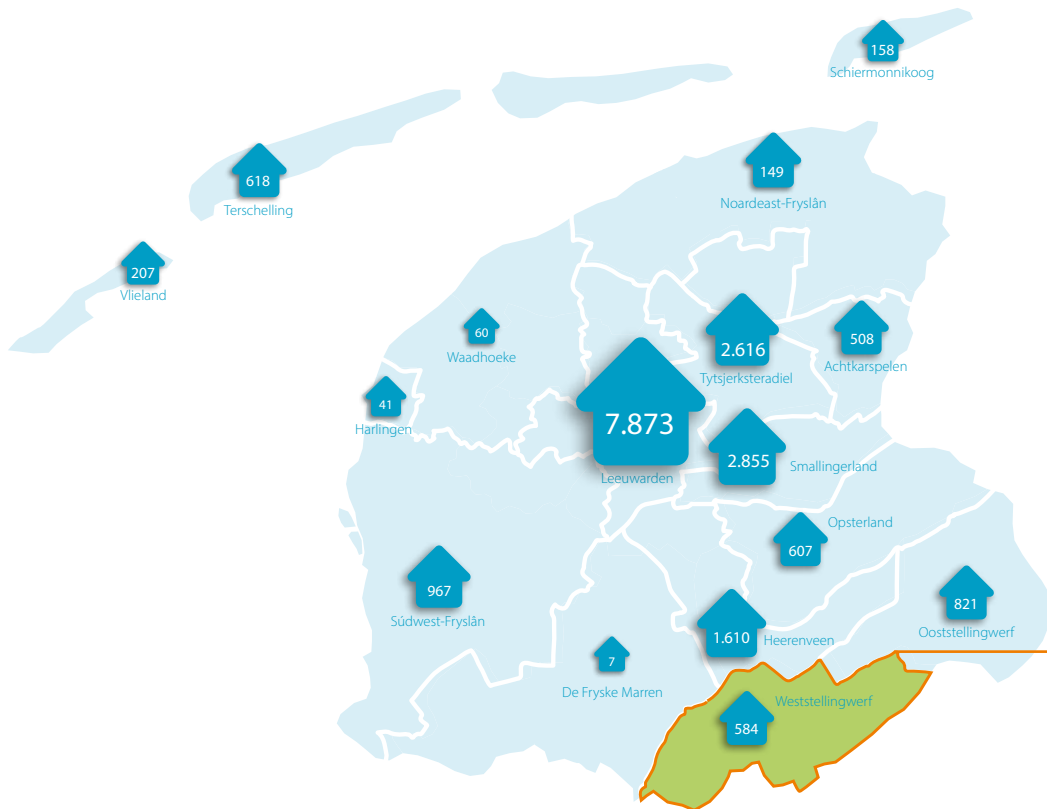 158
Schiermonnikoog
149
Noardeast-Fryslân
618
Terschelling
207
Vlieland
60
Waadhoeke
2.616
Tytsjerksteradiel
508
Achtkarspelen
41
Harlingen
7.873
Leeuwarden
2.855
Smallingerland
Opsterland
607
967
Súdwest-Fryslân
821
Ooststellingwerf
1.610
Heerenveen
7
De Fryske Marren
Weststellingwerf
584